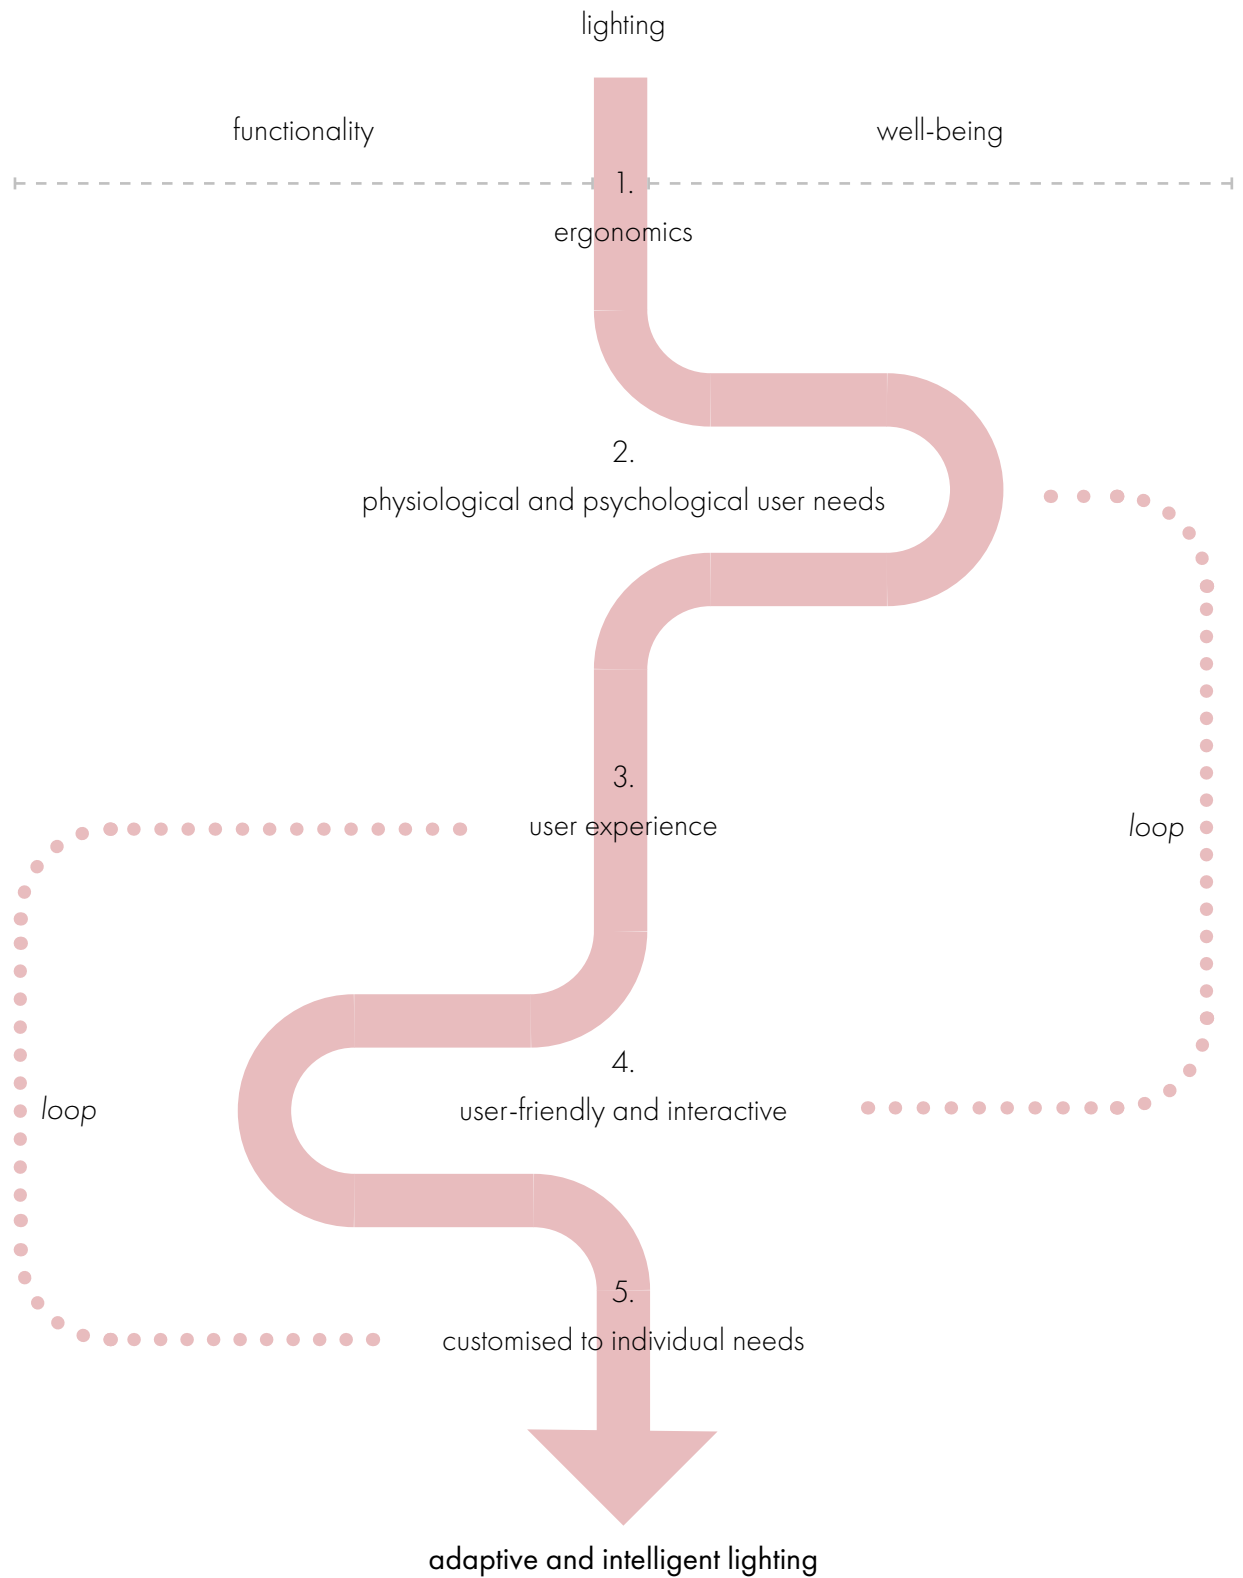 lighting
functionality
well-being
1.
ergonomics
2.
physiological and psychological user needs
3.
user experience
loop
4.
user-friendly and interactive
loop
5.
customised to individual needs
adaptive and intelligent lighting